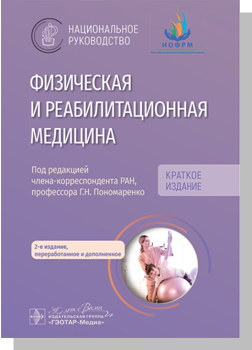 НАЦИОНАЛЬНОЕ
РУКОВОДСТВО
НОФРМ
ФИЗИЧЕСКАЯ
И РЕАБИЛИТАЦИОННАЯ
МЕДИЦИНА
Под редакцией
члена-корреспондента РАН,
профессора Г.Н. Пономаренко
КРАТКОЕ
ИЗДАНИЕ
2-е издание,
переработанное и дополненное
ИЗДАТЕЛЬСКАЯ ГРУППА
«ГЭОТАР-Медиа»